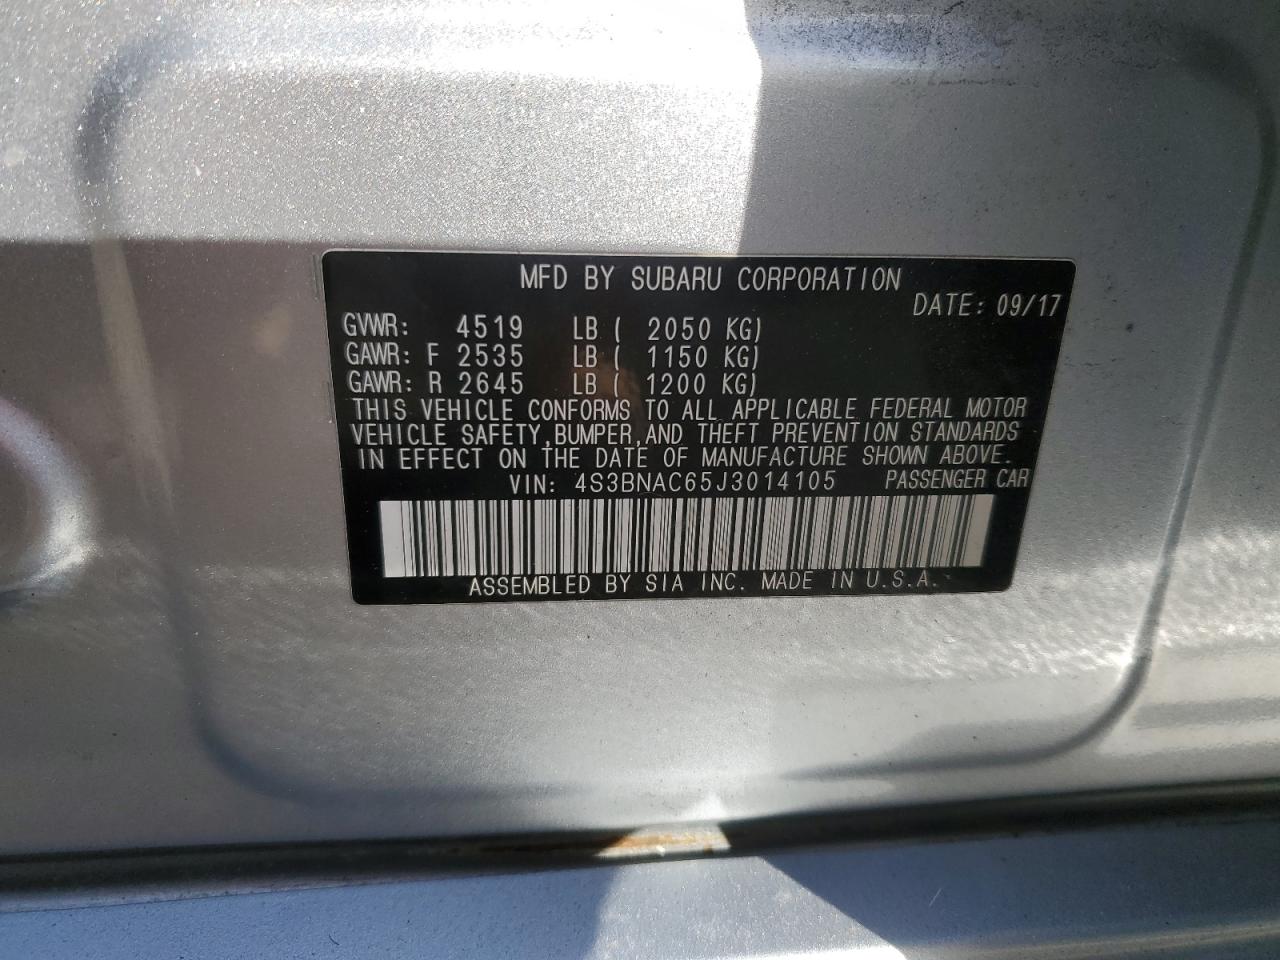 MFD BY SUBARU CORPORATION
DATE: 09/17
GVWR: 4519 LB ( 2050 KG)
GAWR: F 2535 LB ( 1150 KG)
GAWR: R 2645 LB ( 1200 KG)
THIS VEHICLE CONFORMS TO ALL APPLICABLE FEDERAL MOTOR
VEHICLE SAFETY,BUMPER,AND THEFT PREVENTION STANDARDS
IN EFFECT ON THE DATE OF MANUFACTURE SHOWN ABOVE.
VIN: 4S3BNAC65J3014105 PASSENGER CAR
ASSEMBLED BY SIA INC. MADE IN U.S.A.